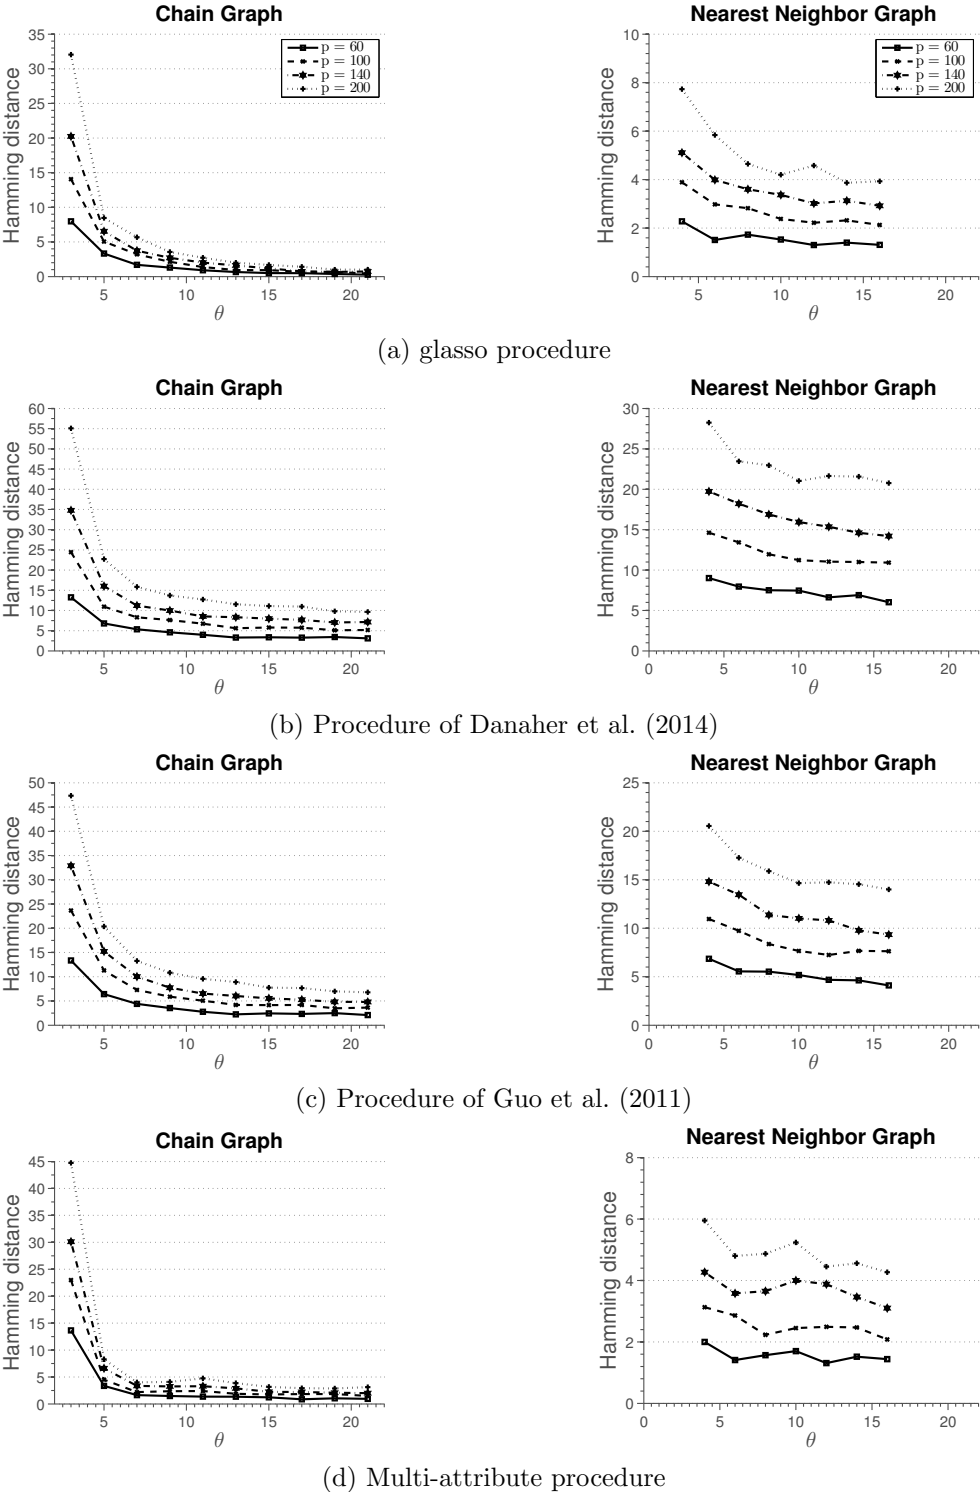 Chain Graph
Hamming distance
35
30
25
20
15
10
5
0
5
10
15
20
θ
p = 60
p = 100
p = 140
p = 200
Nearest Neighbor Graph
Hamming distance
10
8
6
4
2
0
5
10
15
20
θ
p = 60
p = 100
p = 140
p = 200
(a) glasso procedure
Chain Graph
Hamming distance
60
55
50
45
40
35
30
25
20
15
10
5
0
5
10
15
20
θ
Nearest Neighbor Graph
Hamming distance
30
25
20
15
10
5
0
0
5
10
15
20
θ
(b) Procedure of Danaher et al. (2014)
Chain Graph
Hamming distance
50
45
40
35
30
25
20
15
10
5
0
5
10
15
20
θ
Nearest Neighbor Graph
Hamming distance
25
20
15
10
5
0
0
5
10
15
20
θ
(c) Procedure of Guo et al. (2011)
Chain Graph
Hamming distance
45
40
35
30
25
20
15
10
5
0
5
10
15
20
θ
Nearest Neighbor Graph
Hamming distance
8
6
4
2
0
0
5
10
15
20
θ
(d) Multi-attribute procedure